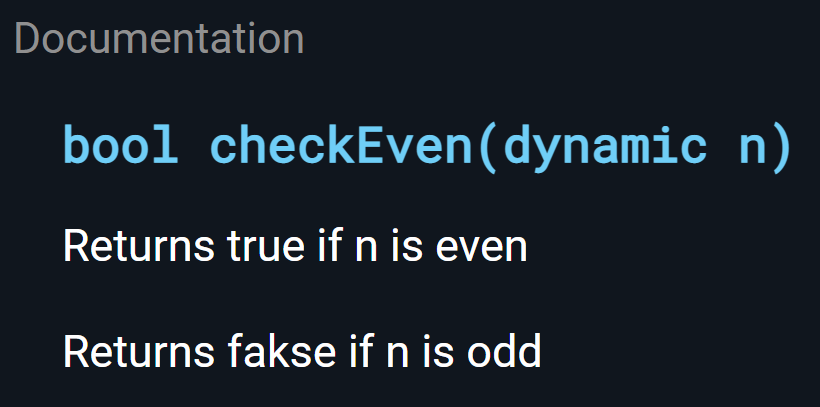 Documentation
bool checkEven(dynamic n)
Returns true if n is even
Returns fakse if n is odd